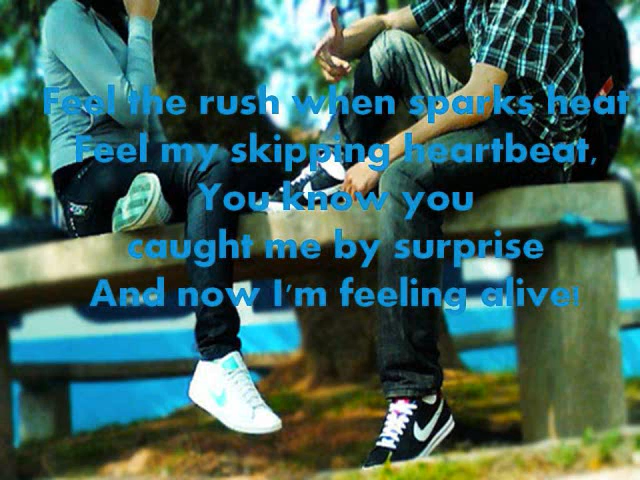 Feel the rush when sparks heat
Feel my skipping heartbeat,
You know you
caught me by surprise
And now I'm feeling alive!